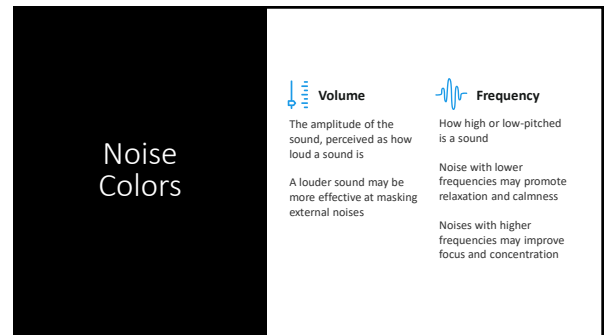 Noise
Colors
Volume
The amplitude of the
sound, perceived as how
loud a sound is
A louder sound may be
more effective at masking
external noises
Frequency
How high or low-pitched
is a sound
Noise with lower
frequencies may promote
relaxation and calmness
Noises with higher
frequencies may improve
focus and concentration